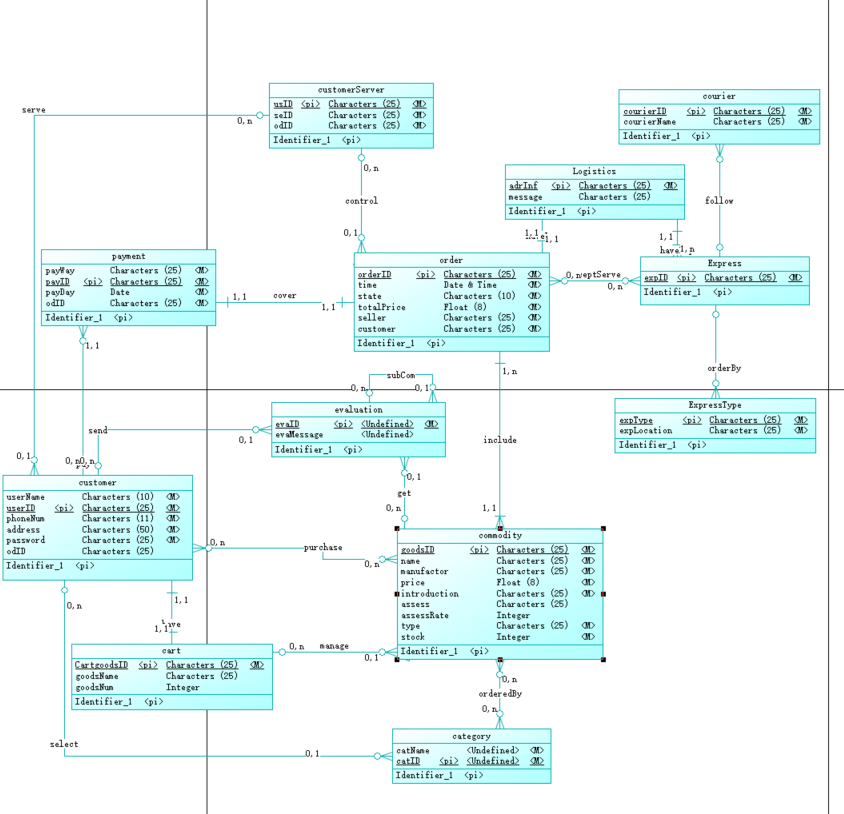 customerServer
usID <pi> Characters (25) <M>
seID Characters (25) <M>
odID Characters (25) <M>
Identifier_1 <pi>
courier
courierID <pi> Characters (25) <M>
courierName Characters (25) <M>
Identifier_1 <pi>
serve
0,n
0,n
control
0,1
Logistics
adrInf <pi> Characters (25) <M>
message Characters (25)
Identifier_1 <pi>
follow
1,1
1,1
1,1
have
1,n
payment
payWay Characters (25) <M>
payID <pi> Characters (25) <M>
payDay Date <M>
odID Characters (25) <M>
Identifier_1 <pi>
1,1
cover
1,1
order
orderID <pi> Characters (25) <M>
time Date & Time <M>
state Characters (10) <M>
totalPrice Float (8) <M>
seller Characters (25) <M>
customer Characters (25) <M>
Identifier_1 <pi>
0,n
eptServe
0,n
Express
expID <pi> Characters (25) <M>
Identifier_1 <pi>
1,1
1,n
orderBy
subCom
0,n
0,1
evaluation
evaID <pi> <Undefined> <M>
evaMessage <Undefined>
Identifier_1 <pi>
ExpressType
expType <pi> Characters (25) <M>
expLocation Characters (25) <M>
Identifier_1 <pi>
send
0,1
include
0,1
0,n
0,n
0,1
get
0,n
1,1
customer
userName Characters (10) <M>
userID <pi> Characters (25) <M>
phoneNum Characters (11) <M>
address Characters (50) <M>
password Characters (25) <M>
odID Characters (25)
Identifier_1 <pi>
0,n
purchase
0,n
commodity
goodsID <pi> Characters (25) <M>
name Characters (25) <M>
manufactor Characters (25) <M>
price Float (8) <M>
introduction Characters (25) <M>
assess Characters (25)
assessRate Integer
type Characters (25) <M>
stock Integer <M>
Identifier_1 <pi>
0,n
1,1
1,1
cart
CartgoodsID <pi> Characters (25) <M>
goodsName Characters (25)
goodsNum Integer
Identifier_1 <pi>
0,n
manage
0,1
0,n
orderedBy
0,n
select
0,1
category
catName <Undefined> <M>
catID <pi> <Undefined> <M>
Identifier_1 <pi>